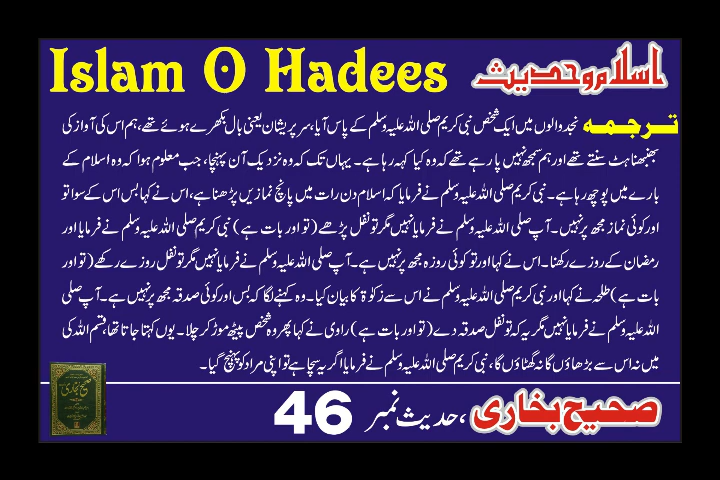 Islam O Hadees اسلام و حدیث
ترجمہ نجد والوں میں ایک شخص نبی کریم صلی اللہ علیہ وسلم کے پاس آیا، سر پریشان یعنی بال بکھرے ہوئے تھے، ہم اس کی آواز کی
بھنبھناہٹ سنتے تھے اور ہم سمجھ نہیں پا رہے تھے کہ وہ کیا کہہ رہا ہے۔ یہاں تک کہ وہ نزدیک آن پہنچا، جب معلوم ہوا کہ وہ اسلام کے
بارے میں پوچھ رہا ہے۔ نبی کریم صلی اللہ علیہ وسلم نے فرمایا کہ اسلام دن رات میں پانچ نمازیں پڑھنا ہے، اس نے کہا بس اس کے سوا تو
اور کوئی نماز مجھ پر نہیں۔ آپ صلی اللہ علیہ وسلم نے فرمایا نہیں مگر تو نفل پڑھے (تو اور بات ہے) نبی کریم صلی اللہ علیہ وسلم نے فرمایا اور
رمضان کے روزے رکھنا۔ اس نے کہا اور تو کوئی روزہ مجھ پر نہیں ہے۔ آپ صلی اللہ علیہ وسلم نے فرمایا نہیں مگر تو نفل روزے رکھے (تو اور
بات ہے) طلحہ نے کہا اور نبی کریم صلی اللہ علیہ وسلم نے اس سے زکوٰۃ کا بیان کیا۔ وہ کہنے لگا کہ بس اور کوئی صدقہ مجھ پر نہیں ہے۔ آپ صلی
اللہ علیہ وسلم نے فرمایا نہیں مگر یہ کہ تو نفل صدقہ دے (تو اور بات ہے) راوی نے کہا پھر وہ شخص پیٹھ موڑ کر چلا۔ یوں کہتا جاتا تھا، قسم اللہ کی
میں نہ اس سے بڑھاؤں گا نہ گھٹاؤں گا، نبی کریم صلی اللہ علیہ وسلم نے فرمایا اگر یہ سچا ہے تو اپنی مراد کو پہنچ گیا۔
صحیح بخاری، حدیث نمبر 46
صحیح بخاری